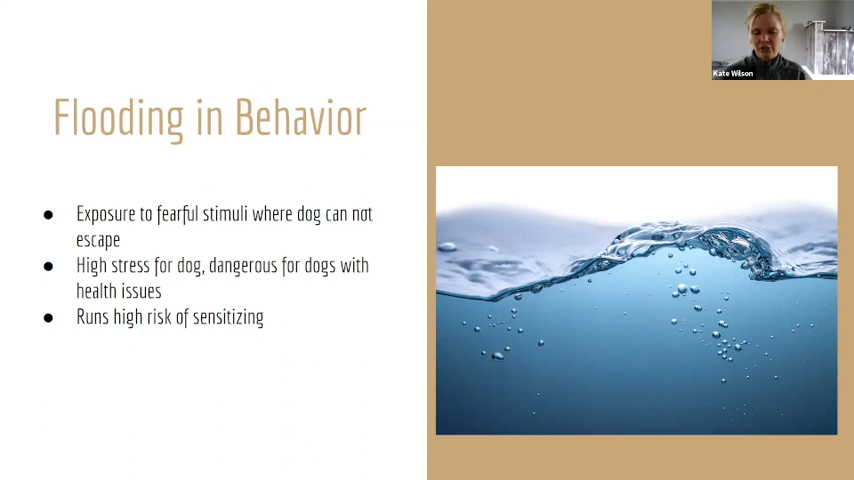 Kate Wilson
Flooding in Behavior
● Exposure to fearful stimuli where dog can not
escape
● High stress for dog, dangerous for dogs with
health issues
● Runs high risk of sensitizing